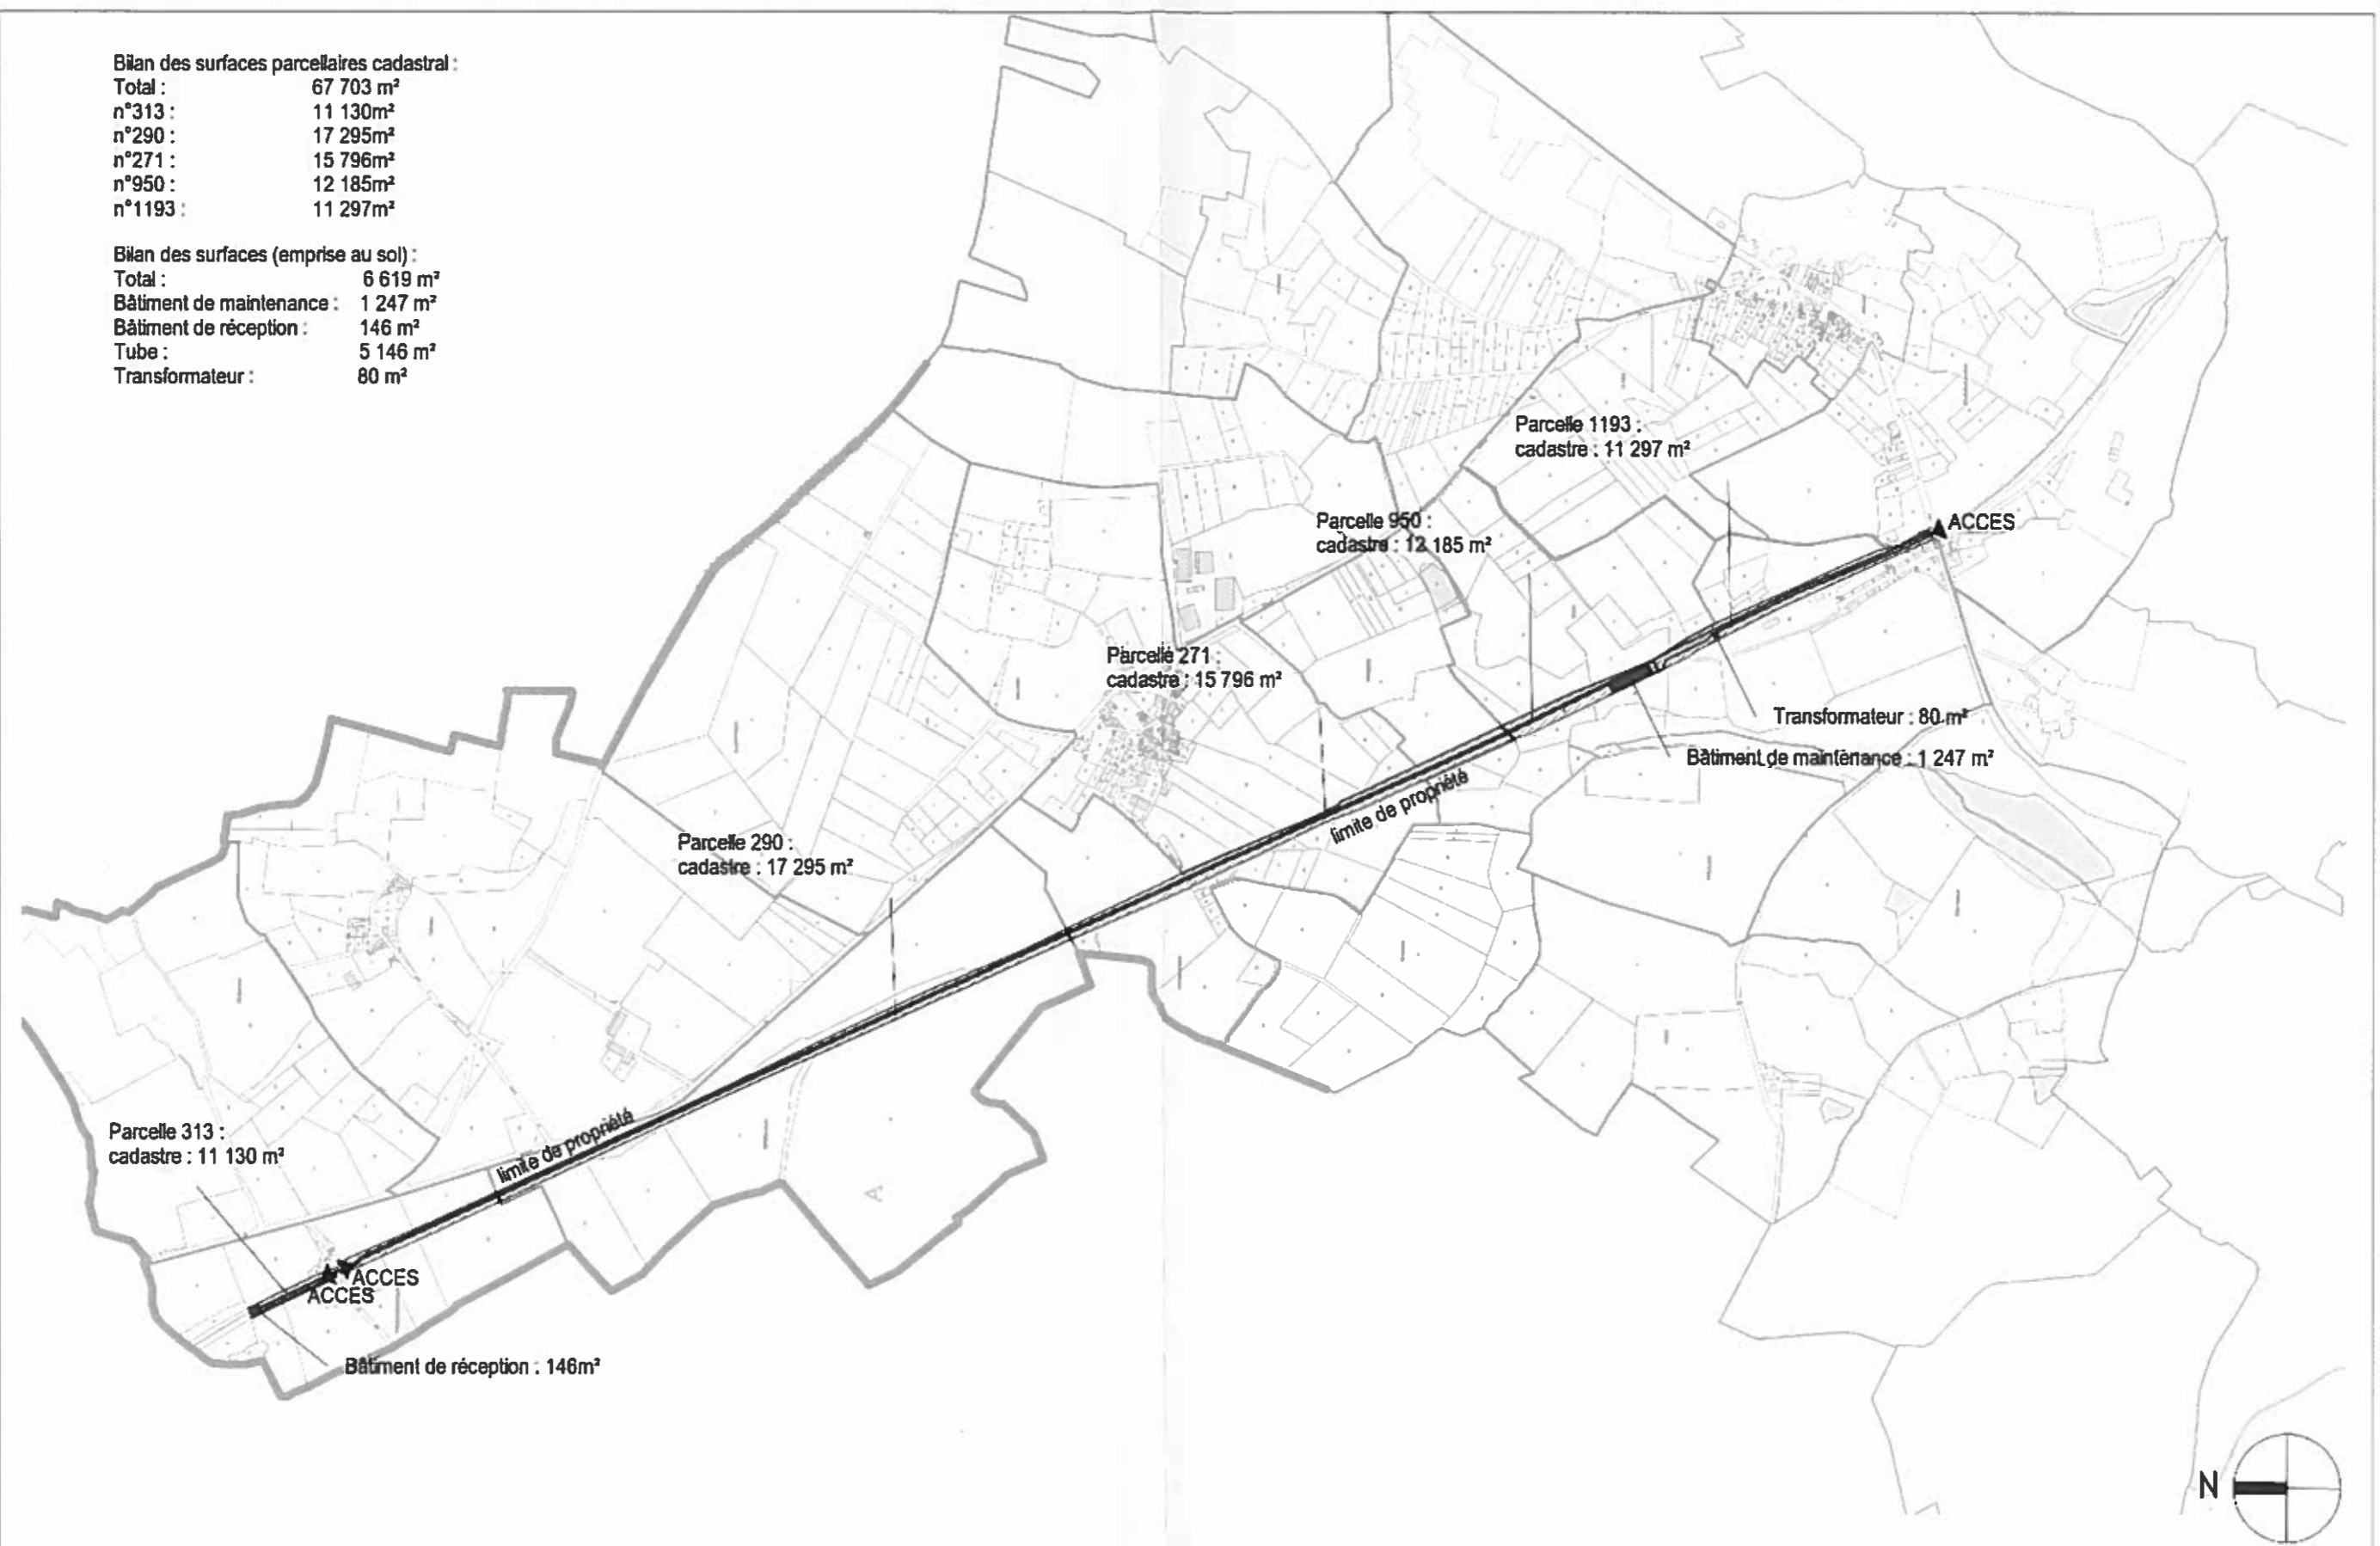 Bilan des surfaces parcellaires cadastral :
Total : 67 703 m²
n°313 : 11 130m²
n°290 : 17 295m²
n°271 : 15 796m²
n°950 : 12 185m²
n°1193 : 11 297m²
Bilan des surfaces (emprise au sol) :
Total : 6 619 m²
Bâtiment de maintenance : 1 247 m²
Bâtiment de réception : 146 m²
Tube : 5 146 m²
Transformateur : 80 m²
Parcelle 1193 :
cadastre : 11 297 m²
Parcelle 950 :
cadastre : 12 185 m²
ACCES
Parcelle 271 :
cadastre : 15 796 m²
Transformateur : 80 m²
Bâtiment de maintenance : 1 247 m²
limite de propriété
Parcelle 290 :
cadastre : 17 295 m²
limite de propriété
Parcelle 313 :
cadastre : 11 130 m²
ACCES
ACCES
Bâtiment de réception : 146m²
N